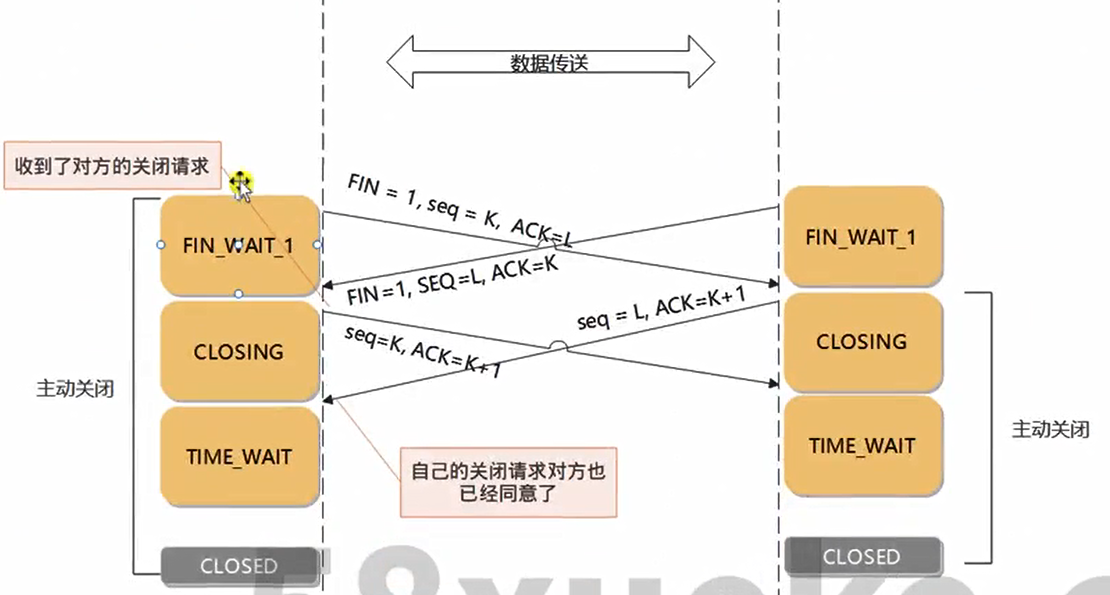 数据传送
收到了对方的关闭请求
FIN = 1, seq = K, ACK=L
FIN_WAIT_1
FIN_WAIT_1
FIN=1, SEQ=L, ACK=K
seq = L, ACK=K+1
seq=K, ACK=K+1
CLOSING
CLOSING
主动关闭
主动关闭
TIME_WAIT
TIME_WAIT
自己的关闭请求对方也
已经同意了
CLOSED
CLOSED